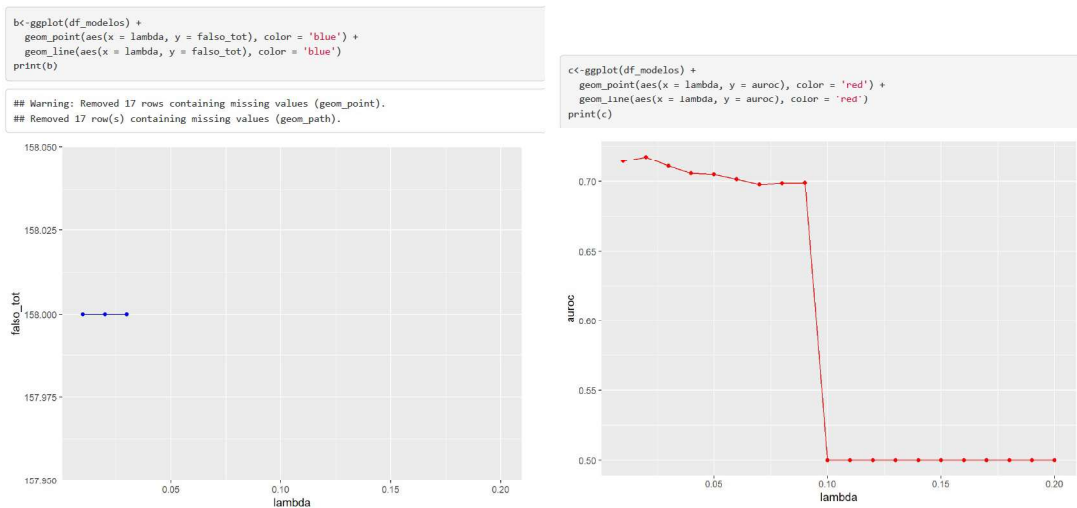 b<-ggplot(df_modelos) +
geom_point(aes(x = lambda, y = falso_tot), color = 'blue') +
geom_line(aes(x = lambda, y = falso_tot), color = 'blue')
print(b)
## Warning: Removed 17 rows containing missing values (geom_point).
## Removed 17 row(s) containing missing values (geom_path).
158.050
158.025
158.000
157.975
157.950
falso_tot
0.05 0.10 0.15 0.20
lambda
c<-ggplot(df_modelos) +
geom_point(aes(x = lambda, y = auroc), color = 'red') +
geom_line(aes(x = lambda, y = auroc), color = 'red')
print(c)
0.70
0.65
0.60
0.55
0.50
auroc
0.05 0.10 0.15 0.20
lambda